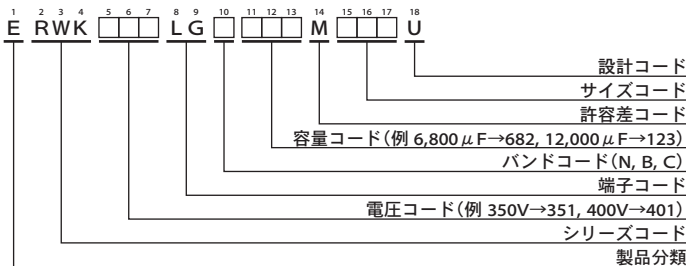 1 2 3 4 5 6 7 8 9 10 11 12 13 14 15 16 17 18
E RWK □□□ LG □ □□□ M □□□ U
設計コード
サイズコード
許容差コード
容量コード(例 6,800μF→682, 12,000μF→123)
バンドコード(N, B, C)
端子コード
電圧コード(例 350V→351, 400V→401)
シリーズコード
製品分類